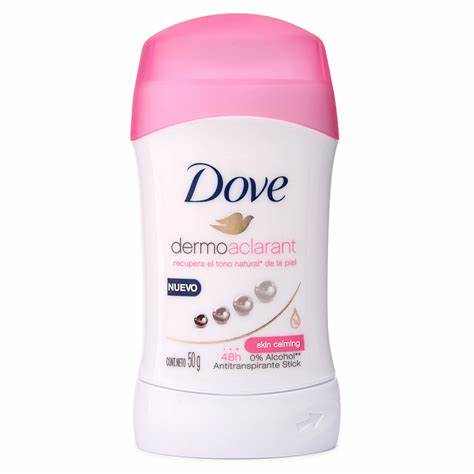 Dove
dermoaclarant
recupera el tono natural* de la piel
NUEVO
skin calming
48h 0% Alcohol**
CONT. NETO 50g Antitranspirante Stick